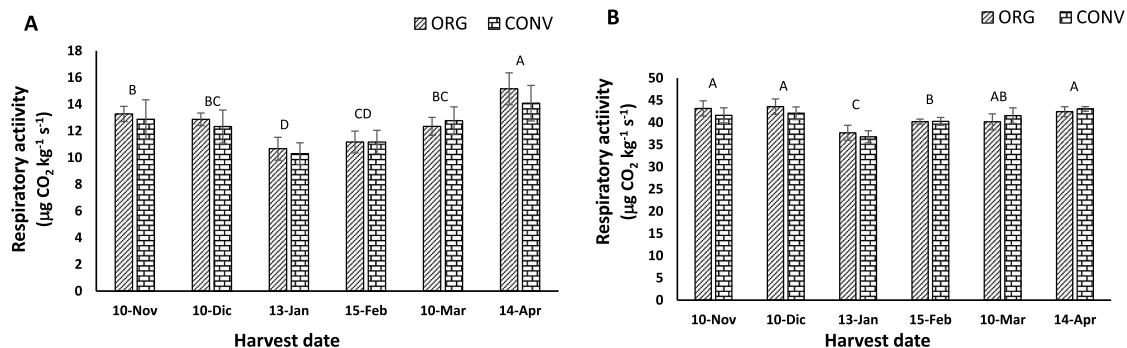 A
ORG CONV
Respiratory actiivity
(µg CO₂ kg⁻¹ s⁻¹)
18
16
14
12
10
8
6
4
2
0
B
BC
D
CD
BC
A
10-Nov 10-Dic 13-Jan 15-Feb 10-Mar 14-Apr
Harvest date
B
ORG CONV
Respiratory actiivity
(µg CO₂ kg⁻¹ s⁻¹)
50
45
40
35
30
25
20
15
10
5
0
A
A
C
B
AB
A
10-Nov 10-Dic 13-Jan 15-Feb 10-Mar 14-Apr
Harvest date